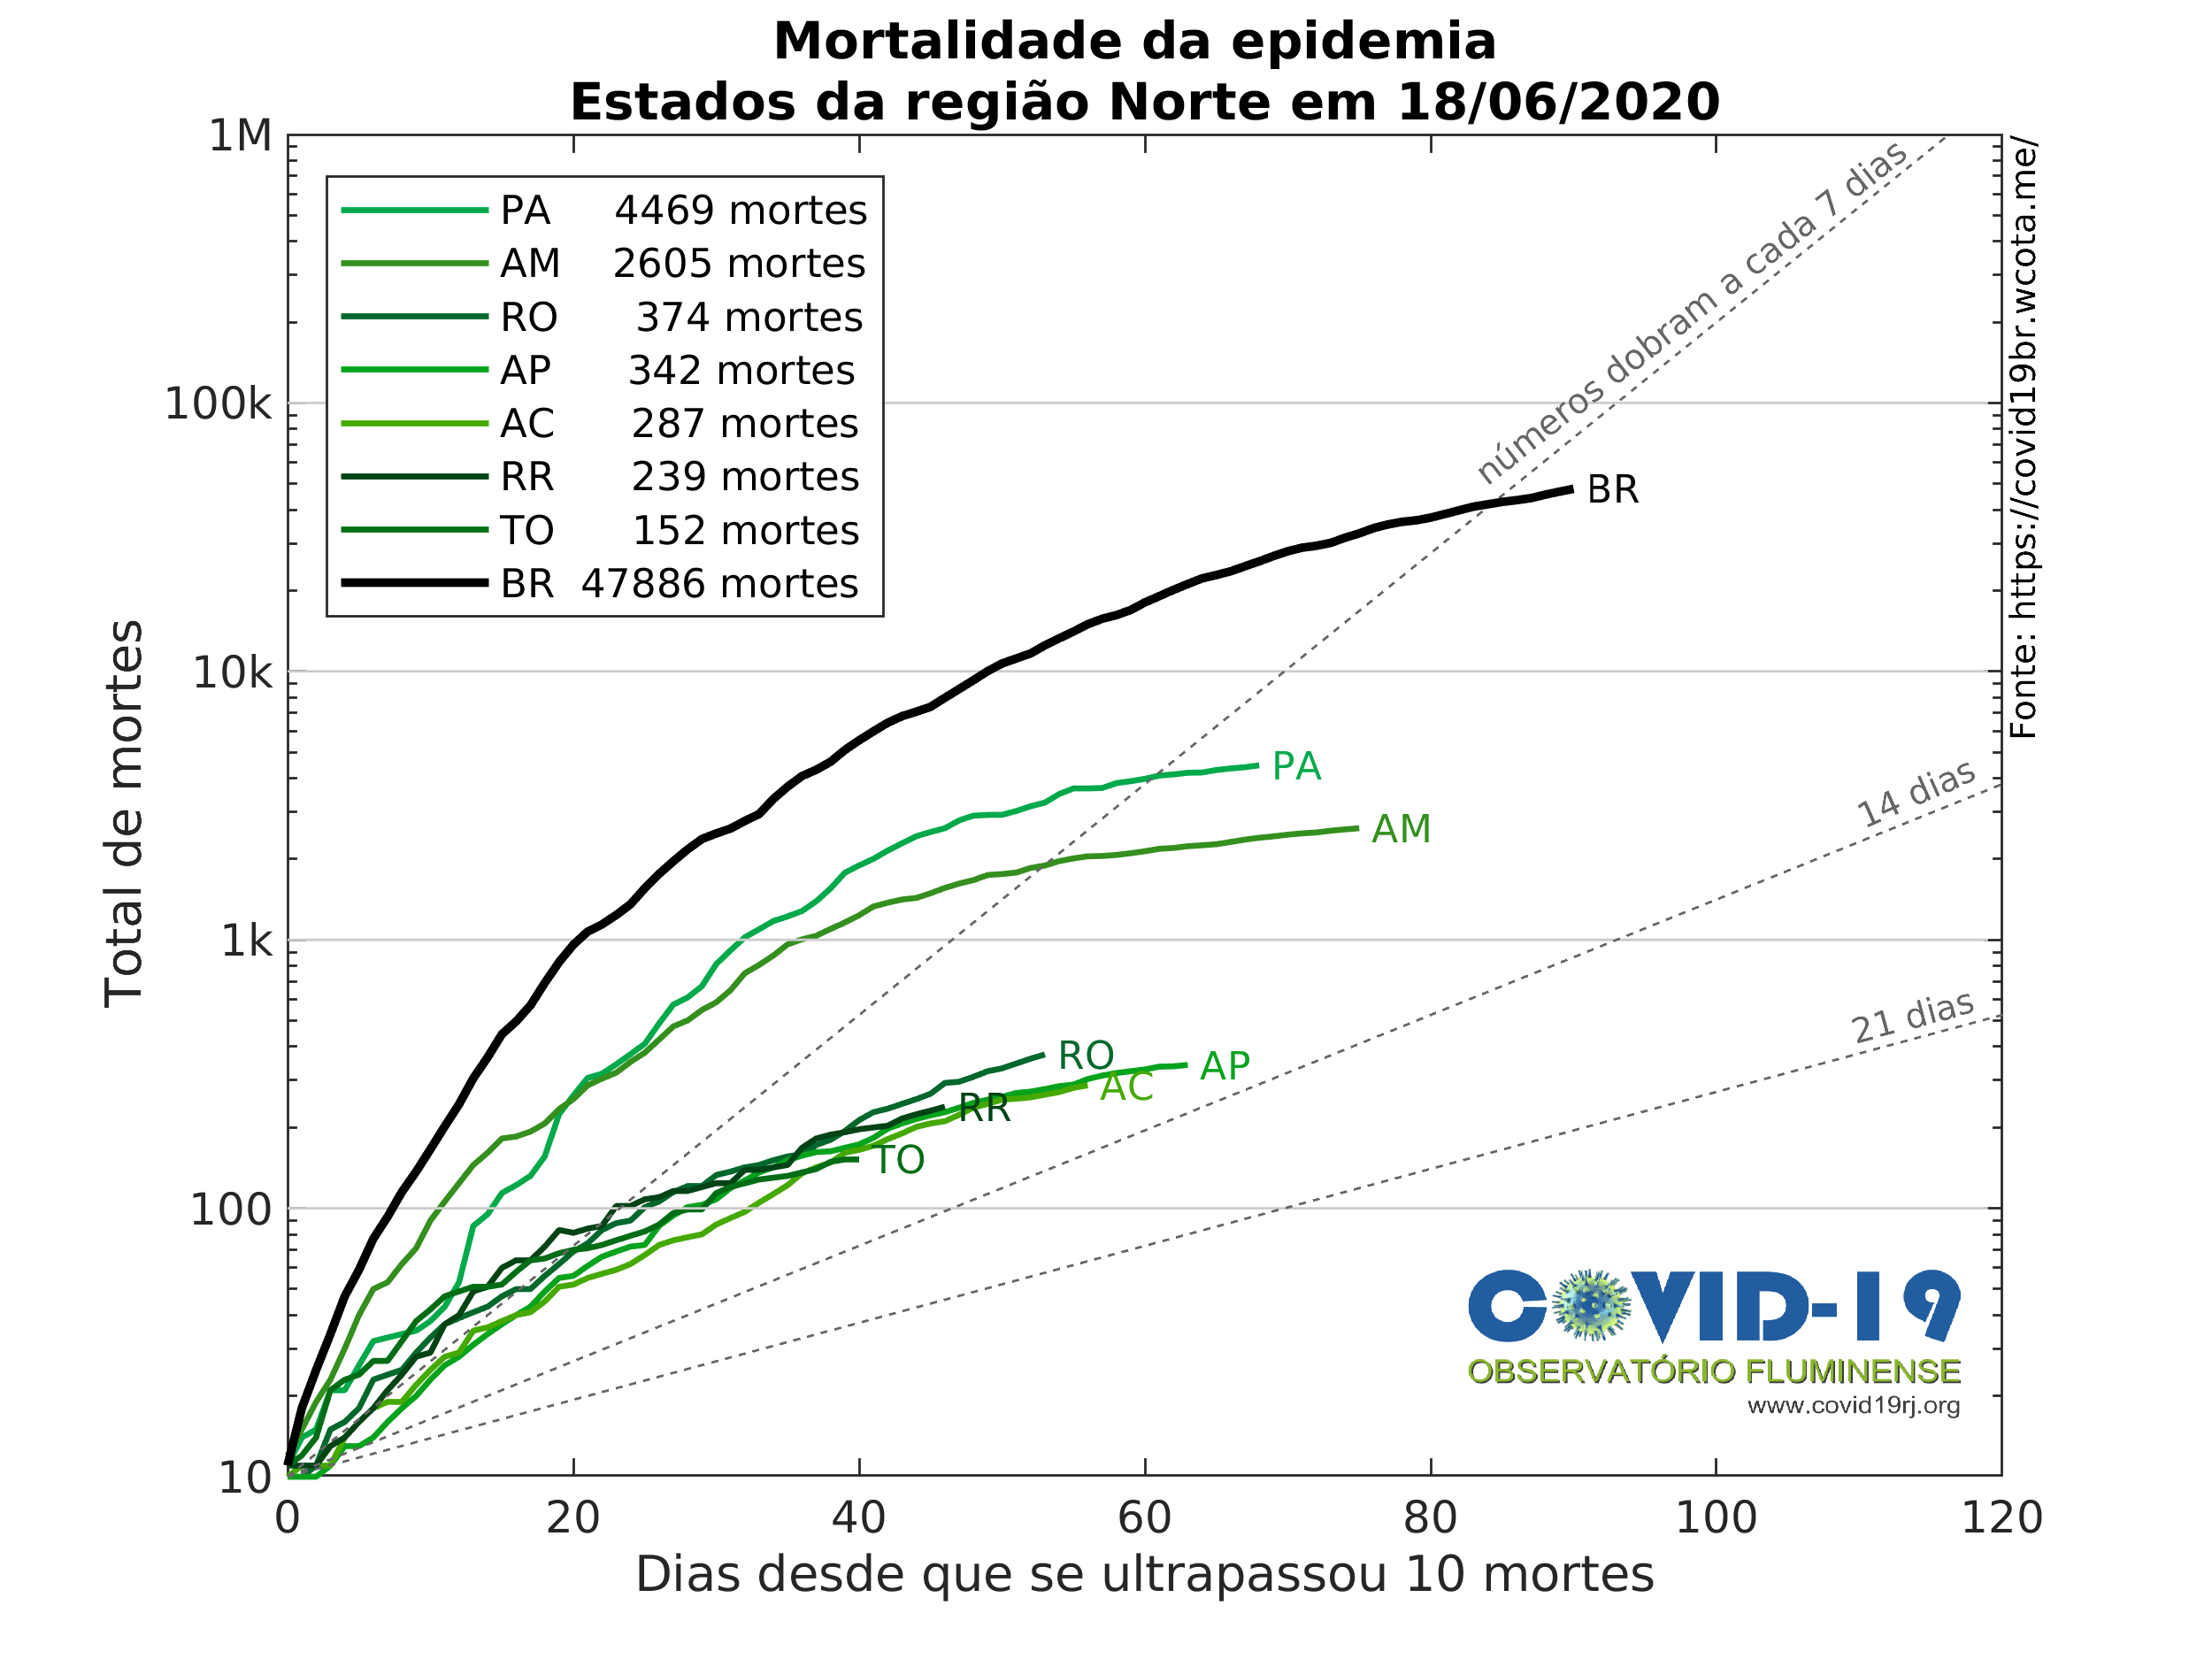 Mortalidade da epidemia
Estados da região Norte em 18/06/2020
1M
100k
10k
1k
100
10
Total de mortes
PA 4469 mortes
AM 2605 mortes
RO 374 mortes
AP 342 mortes
AC 287 mortes
RR 239 mortes
TO 152 mortes
BR 47886 mortes
números dobram a cada 7 dias
14 dias
21 dias
BR
PA
AM
RO
AP
AC
RR
TO
Fonte: https://covid19br.wcota.me/
COVID-19
OBSERVATÓRIO FLUMINENSE
www.covid19rj.org
0 20 40 60 80 100 120
Dias desde que se ultrapassou 10 mortes